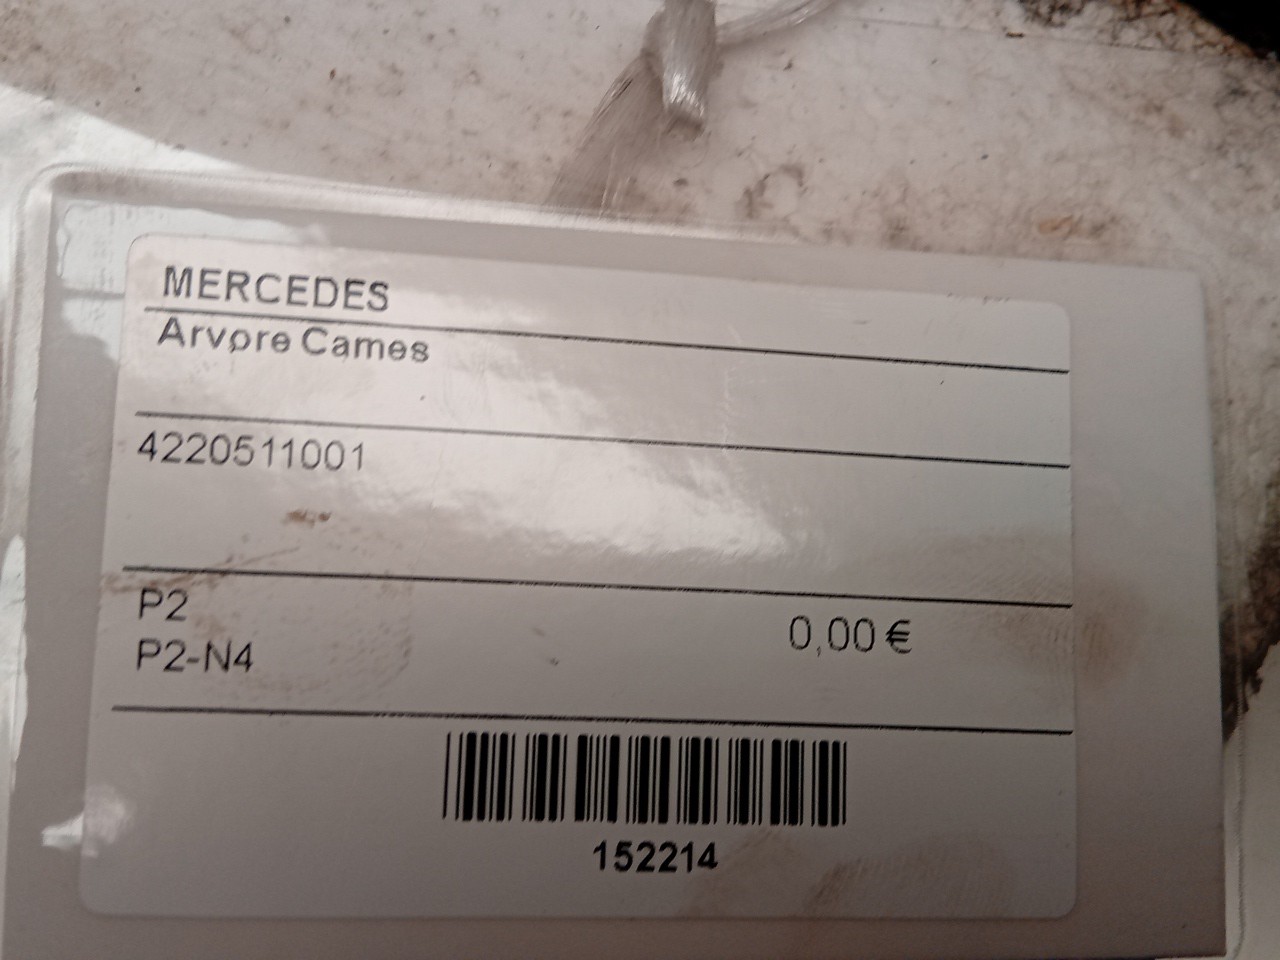 MERCEDES
Arvore Cames
4220511001
P2
P2-N4
0,00 €
152214